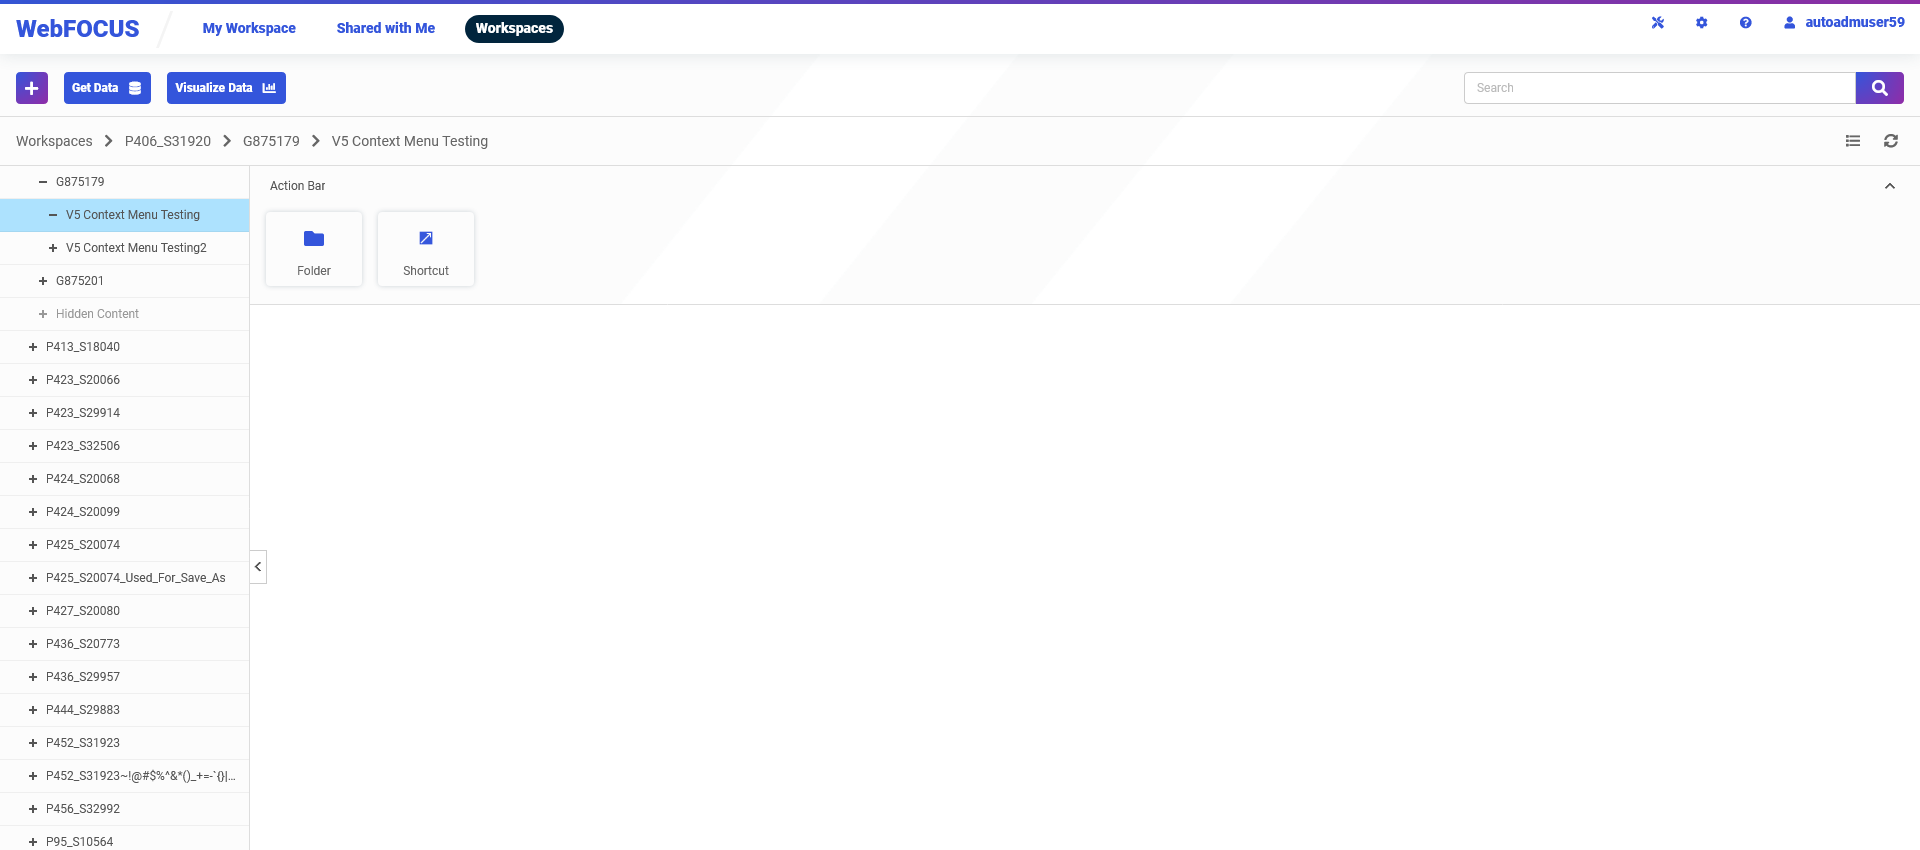 WebFOCUS
My Workspace
Shared with Me
Workspaces
autoadmuser59
Get Data
Visualize Data
Search
Workspaces
P406_S31920
G875179
V5 Context Menu Testing
G875179
V5 Context Menu Testing
V5 Context Menu Testing2
G875201
Hidden Content
P413_S18040
P423_S20066
P423_S29914
P423_S32506
P424_S20068
P424_S20099
P425_S20074
P425_S20074_Used_For_Save_As
P427_S20080
P436_S20773
P436_S29957
P444_S29883
P452_S31923
P452_S31923~!@#$%^&*()_+=-`{}|...
P456_S32992
P95_S10564
Action Bar
Folder
Shortcut